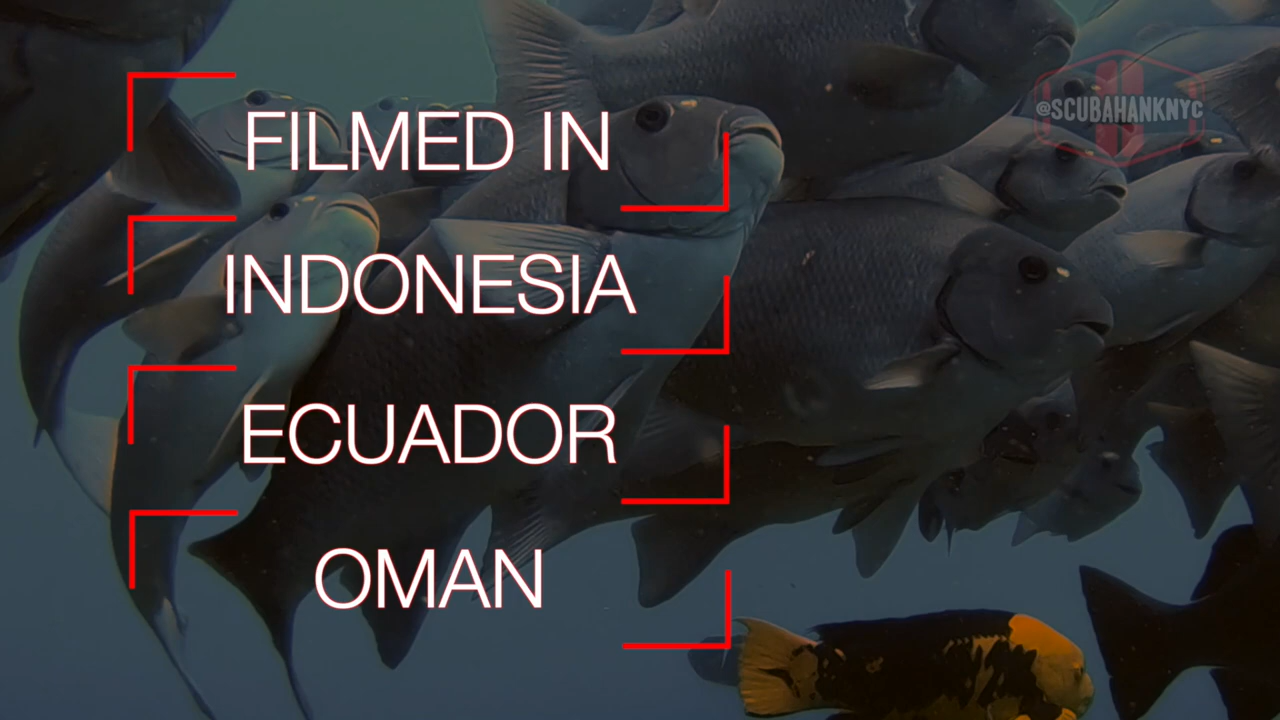 @SCUBAHANKNYC
FILMED IN
INDONESIA
ECUADOR
OMAN